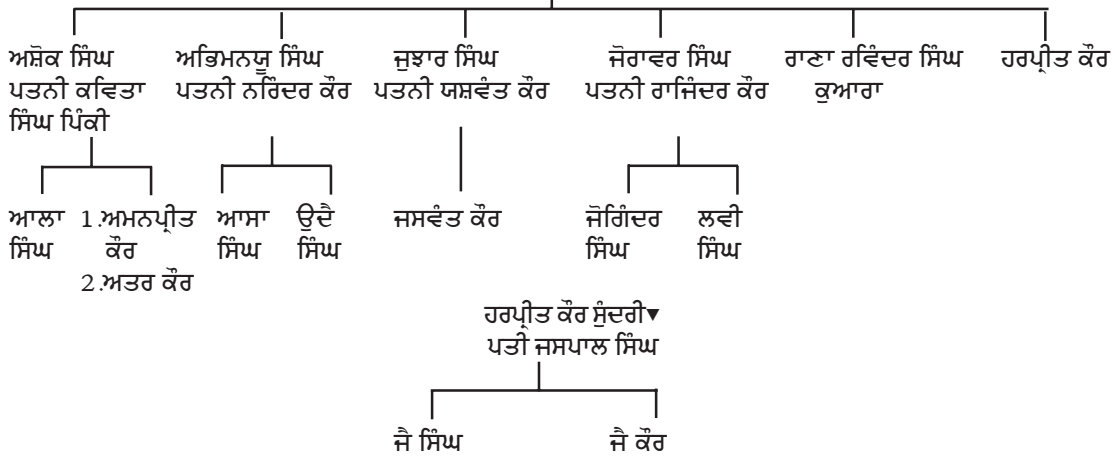 ਅਸ਼ੋਕ ਸਿੰਘ ਅਭਿਮਨਯੂ ਸਿੰਘ ਜੁਝਾਰ ਸਿੰਘ ਜੋਰਾਵਰ ਸਿੰਘ ਰਾਣਾ ਰਵਿੰਦਰ ਸਿੰਘ ਹਰਪ੍ਰੀਤ ਕੌਰ
ਪਤਨੀ ਕਵਿਤਾ ਪਤਨੀ ਨਰਿੰਦਰ ਕੌਰ ਪਤਨੀ ਯਸ਼ਵੰਤ ਕੌਰ ਪਤਨੀ ਰਾਜਿੰਦਰ ਕੌਰ ਕੁਆਰਾ
ਸਿੰਘ ਪਿੰਕੀ
ਆਲਾ 1.ਅਮਨਪ੍ਰੀਤ ਆਸਾ ਉਦੈ ਜਸਵੰਤ ਕੌਰ ਜੋਗਿੰਦਰ ਲਵੀ
ਸਿੰਘ ਕੌਰ ਸਿੰਘ ਸਿੰਘ ਸਿੰਘ ਸਿੰਘ
2.ਅਤਰ ਕੌਰ
ਹਰਪ੍ਰੀਤ ਕੌਰ ਸੁੰਦਰੀ▾
ਪਤੀ ਜਸਪਾਲ ਸਿੰਘ
ਜੈ ਸਿੰਘ ਜੈ ਕੌਰ